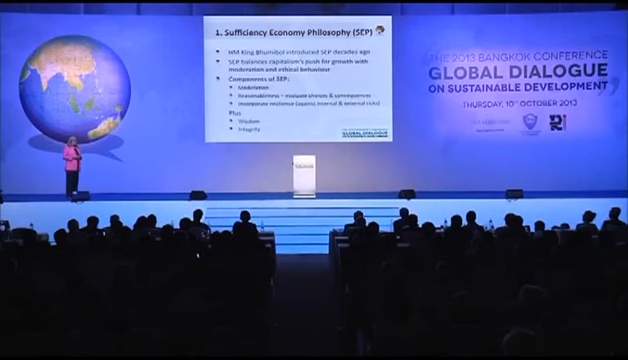 1. Sufficiency Economy Philosophy (SEP)
• HM King Bhumibol introduced SEP decades ago
• SEP balances capitalism's push for growth with
moderation and ethical behaviour
• Components of SEP:
• Moderation
• Reasonableness – evaluate choices & consequences
• Incorporate resilience (against internal & external risks)
Plus
• Wisdom
• Integrity
GLOBAL DIALOGUE
THE 2013 BANGKOK CONFERENCE
GLOBAL DIALOGUE
ON SUSTAINABLE DEVELOPMENT
THURSDAY, 10TH OCTOBER 2013